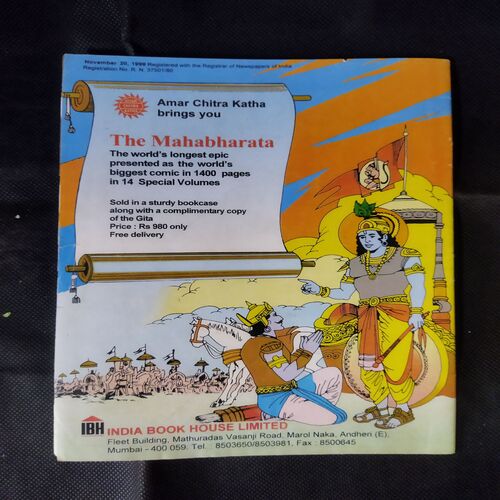 November 20, 1999 Registered with the Registrar of Newspapers of India
Registration No. R. N. 37501/80
Amar Chitra Katha
brings you
The Mahabharata
The world's longest epic
presented as the world's
biggest comic in 1400 pages
in 14 Special Volumes
Sold in a sturdy bookcase
along with a complimentary copy
of the Gita
Price : Rs 980 only
Free delivery
IBH INDIA BOOK HOUSE LIMITED
Fleet Building, Mathuradas Vasanji Road, Marol Naka, Andheri (E),
Mumbai - 400 059. Tel. 8503650/8503981, Fax : 8500645